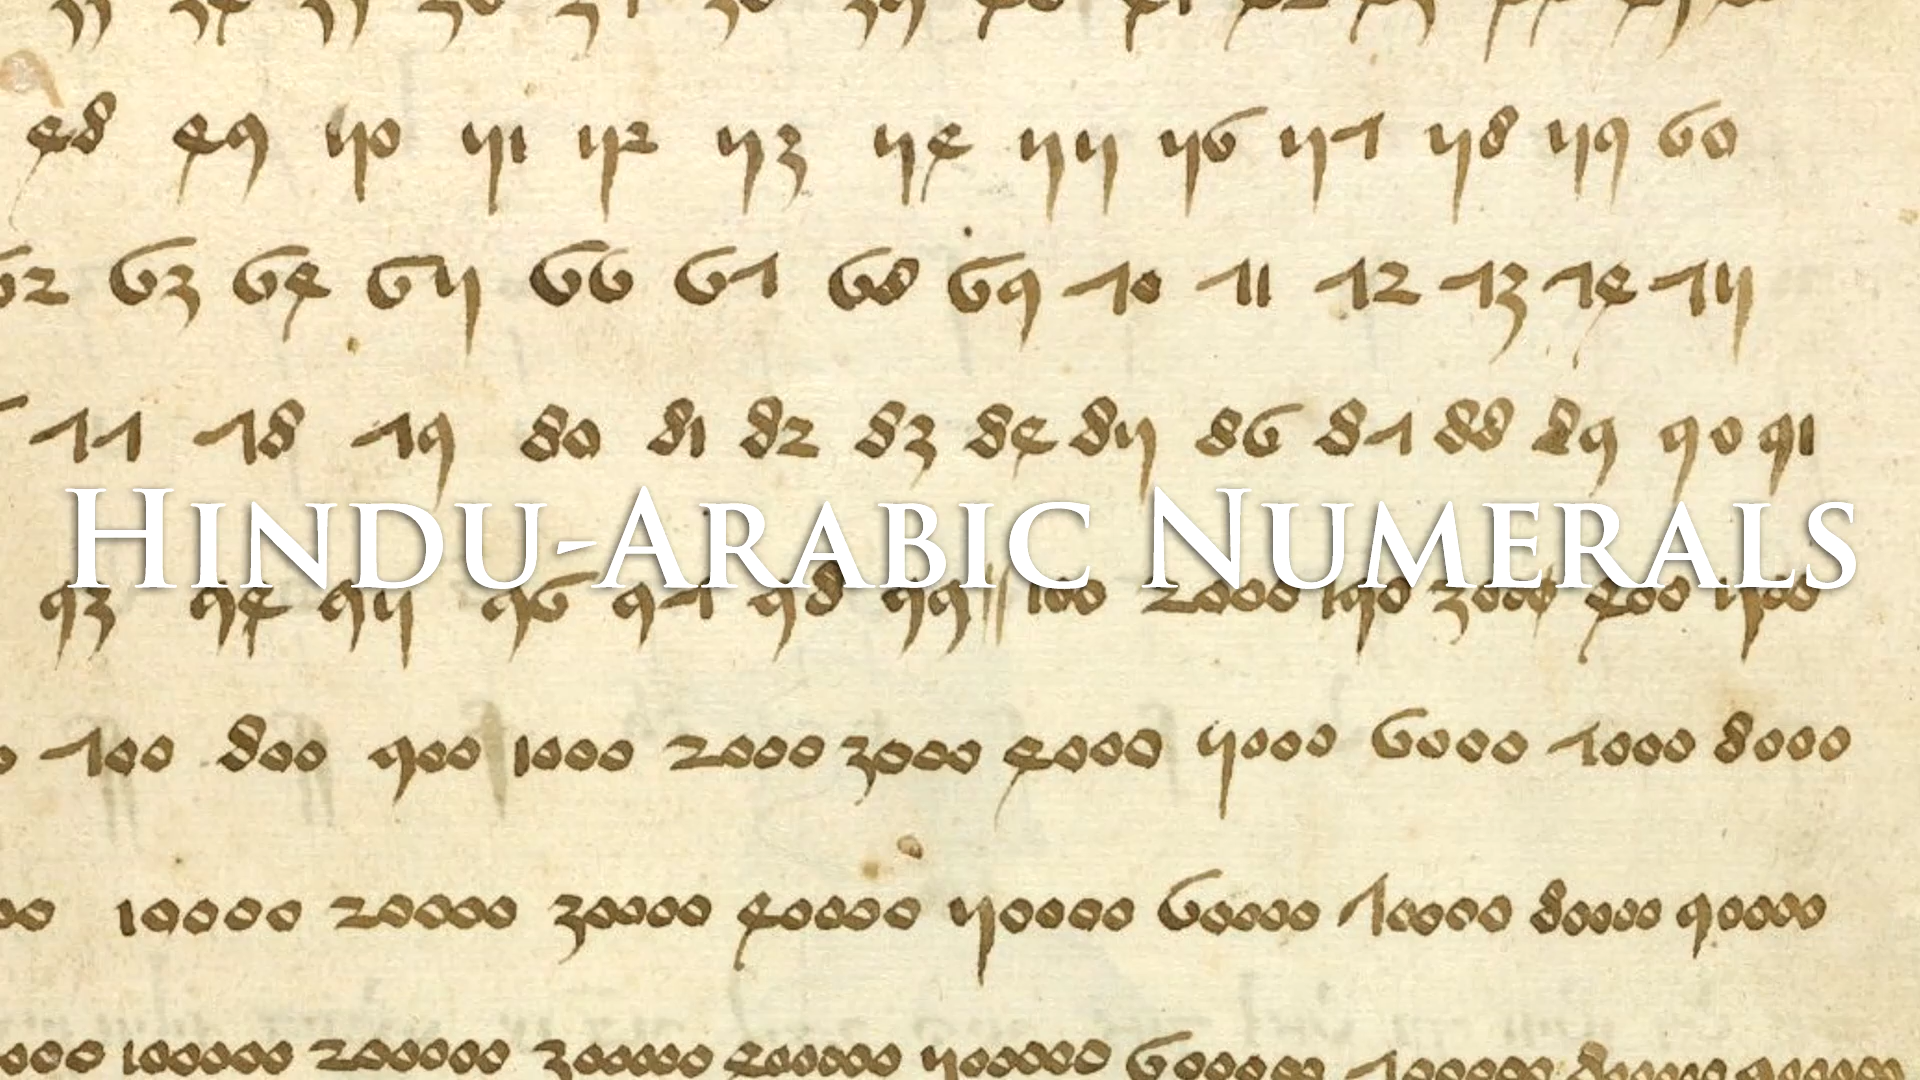 48 49 50 51 52 53 54 55 56 57 58 59 60
62 63 64 65 66 67 68 69 70 71 72 73 74 75
77 78 79 80 81 82 83 84 85 86 87 88 89 90 91
HINDU-ARABIC NUMERALS
93 94 95 96 97 98 99 100 2000 3000 400 500
700 800 900 1000 2000 3000 4000 5000 6000 7000 8000
10000 20000 30000 40000 50000 60000 70000 80000 90000
100000 200000 300000 400000 500000 600000 700000